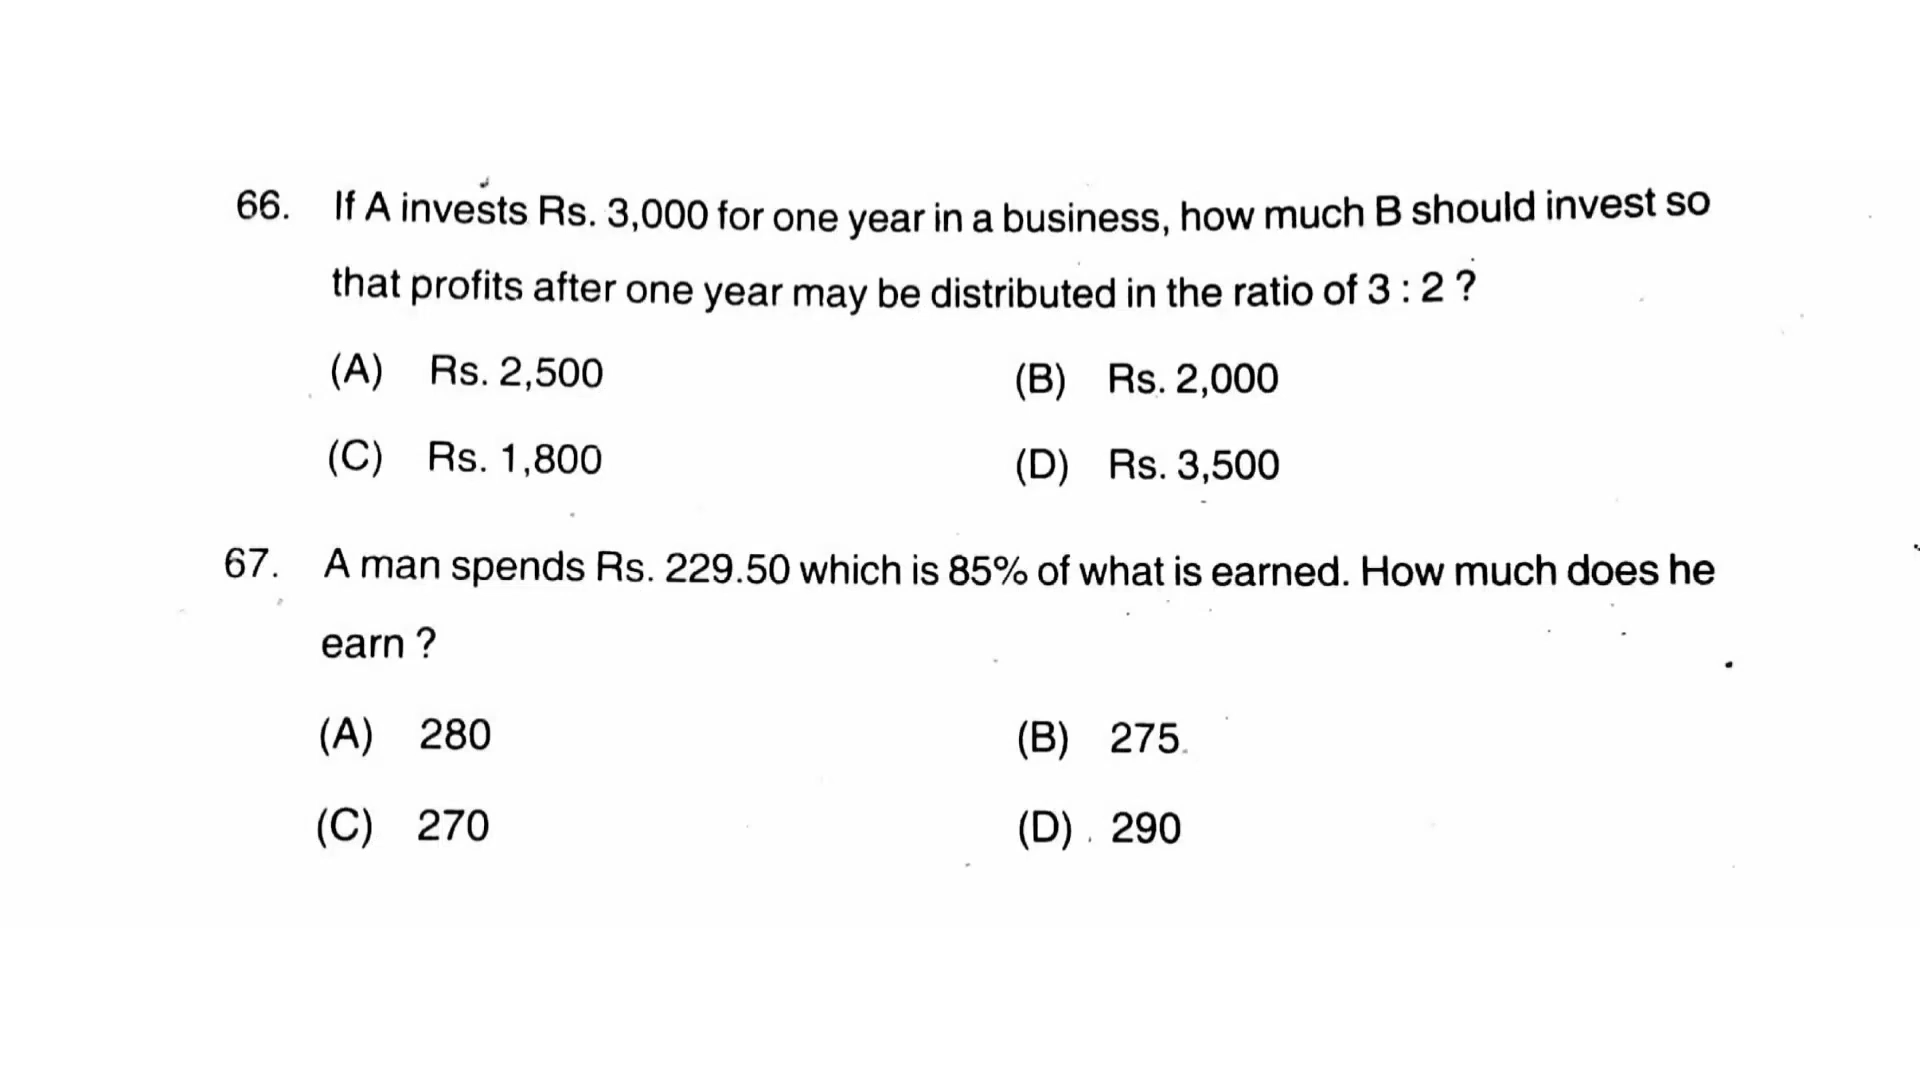 66. If A invests Rs. 3,000 for one year in a business, how much B should invest so
that profits after one year may be distributed in the ratio of 3 : 2 ?
(A) Rs. 2,500 (B) Rs. 2,000
(C) Rs. 1,800 (D) Rs. 3,500
67. A man spends Rs. 229.50 which is 85% of what is earned. How much does he
earn ?
(A) 280 (B) 275
(C) 270 (D) 290